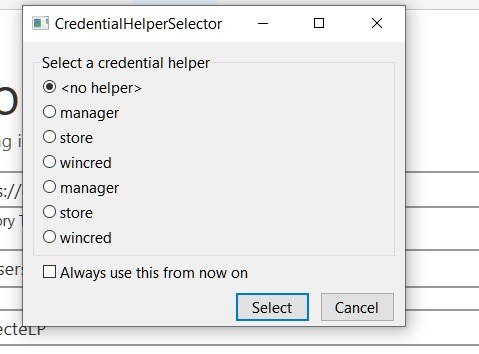 CredentialHelperSelector
Select a credential helper
<no helper>
manager
store
wincred
manager
store
wincred
Always use this from now on
Select
Cancel